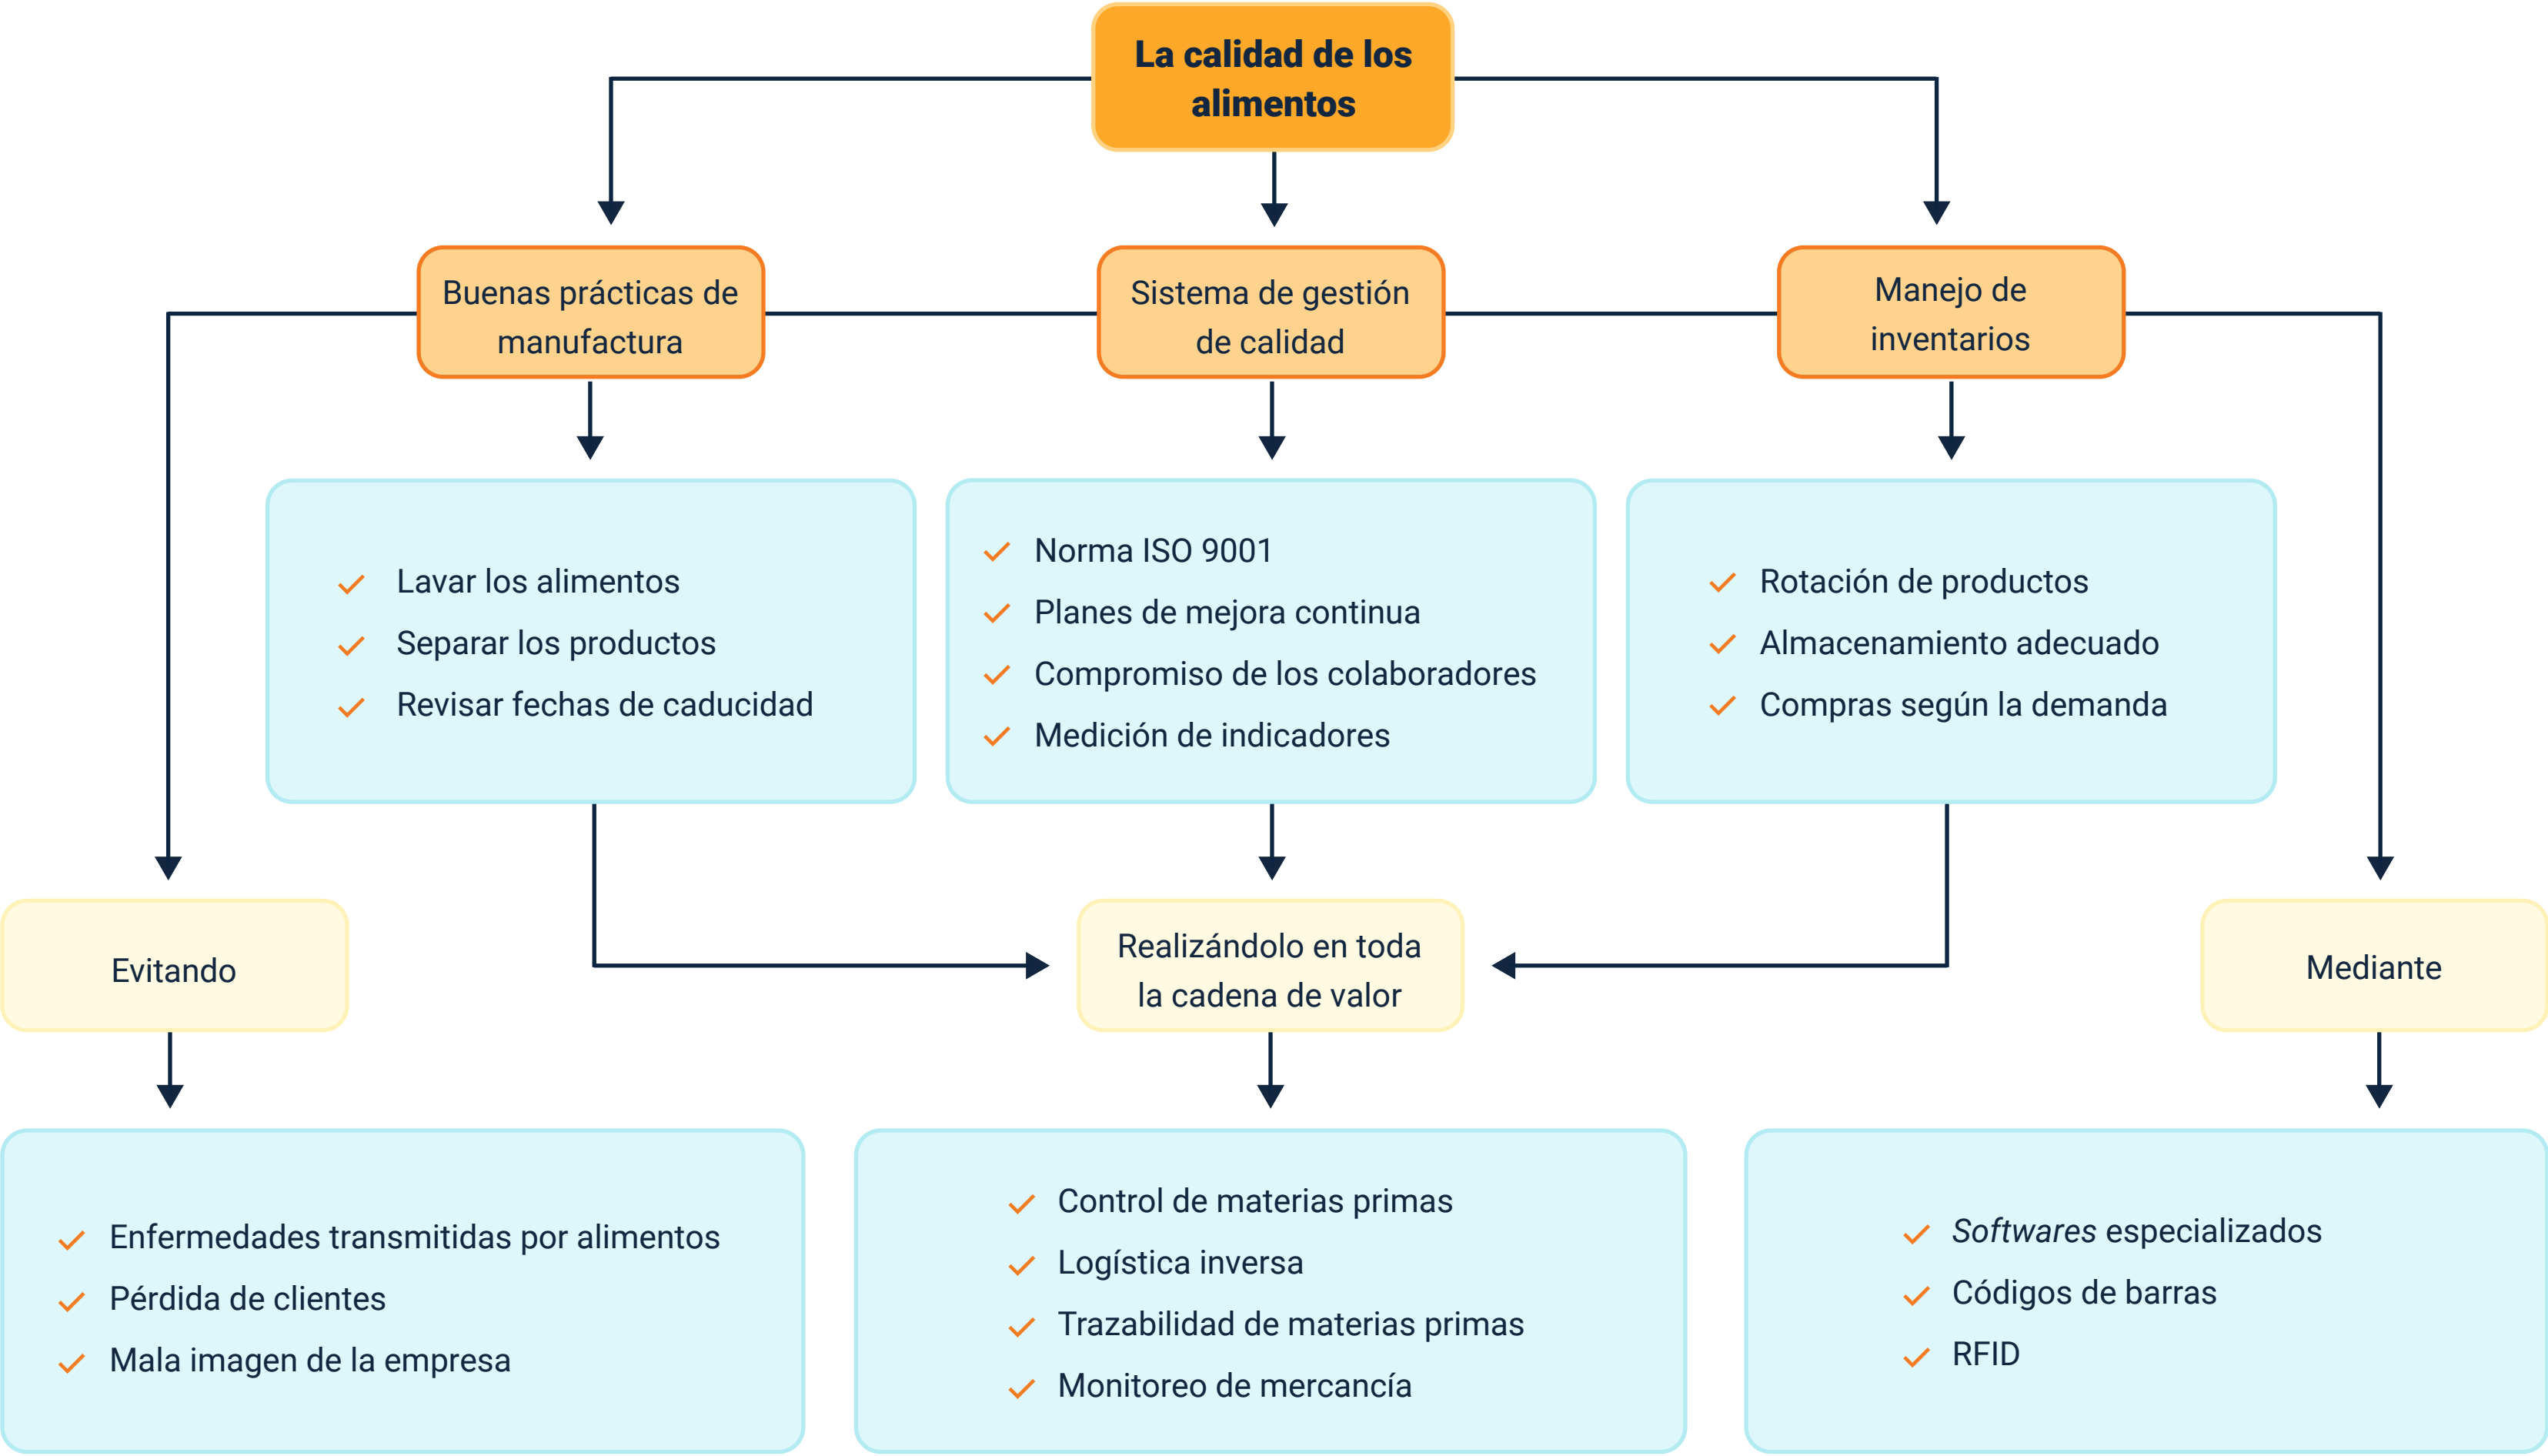 La calidad de los
alimentos
Buenas prácticas de
manufactura
Sistema de gestión
de calidad
Manejo de
inventarios
Lavar los alimentos
Separar los productos
Revisar fechas de caducidad
Norma ISO 9001
Planes de mejora continua
Compromiso de los colaboradores
Medición de indicadores
Rotación de productos
Almacenamiento adecuado
Compras según la demanda
Evitando
Realizándolo en toda
la cadena de valor
Mediante
Enfermedades transmitidas por alimentos
Pérdida de clientes
Mala imagen de la empresa
Control de materias primas
Logística inversa
Trazabilidad de materias primas
Monitoreo de mercancía
Softwares especializados
Códigos de barras
RFID